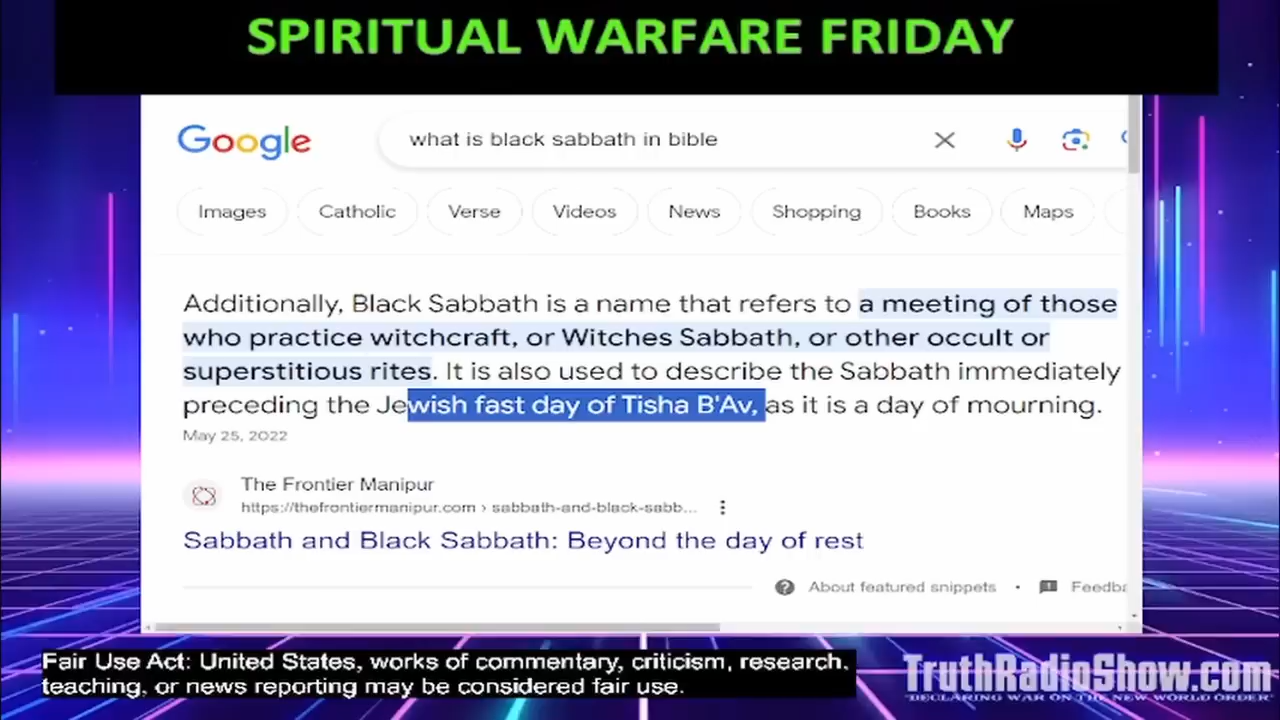 SPIRITUAL WARFARE FRIDAY
Google
what is black sabbath in bible
Images Catholic Verse Videos News Shopping Books Maps
Additionally, Black Sabbath is a name that refers to a meeting of those
who practice witchcraft, or Witches Sabbath, or other occult or
superstitious rites. It is also used to describe the Sabbath immediately
preceding the Jewish fast day of Tisha B'Av, as it is a day of mourning.
May 25, 2022
The Frontier Manipur
https://thefrontiermanipur.com › sabbath-and-black-sabb...
Sabbath and Black Sabbath: Beyond the day of rest
About featured snippets • Feedba
Fair Use Act: United States, works of commentary, criticism, research,
teaching, or news reporting may be considered fair use.
TruthRadioShow.com
"DECLARING WAR ON THE NEW WORLD ORDER"